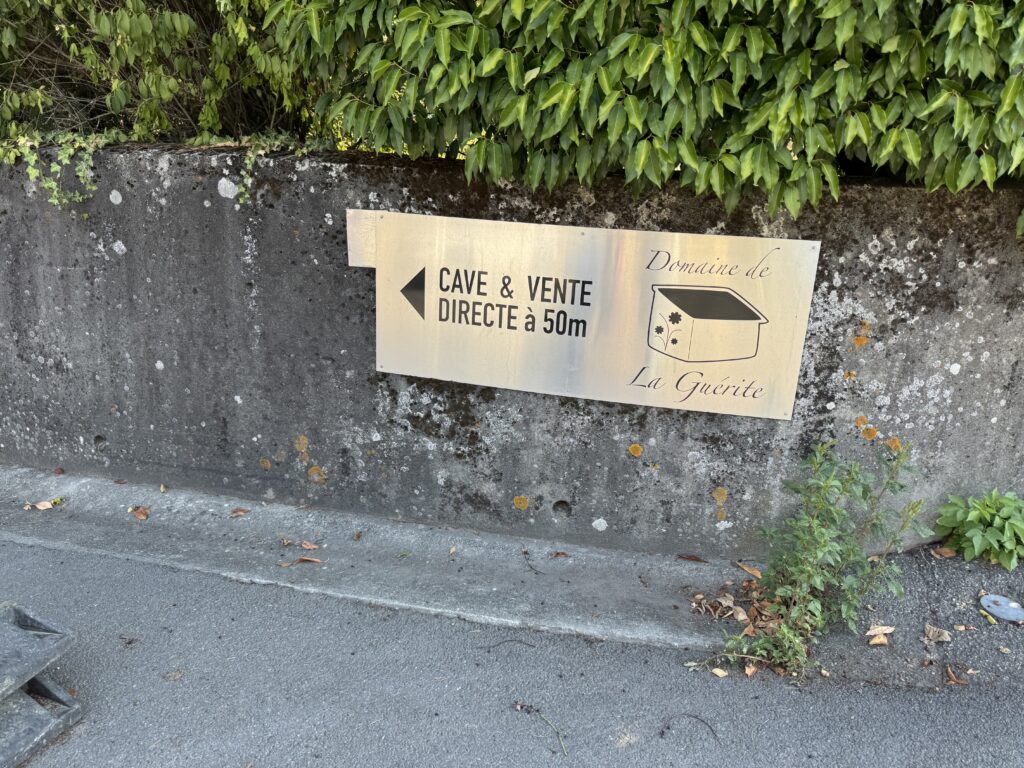 CAVE & VENTE
DIRECTE à 50m
Domaine de
La Guérite